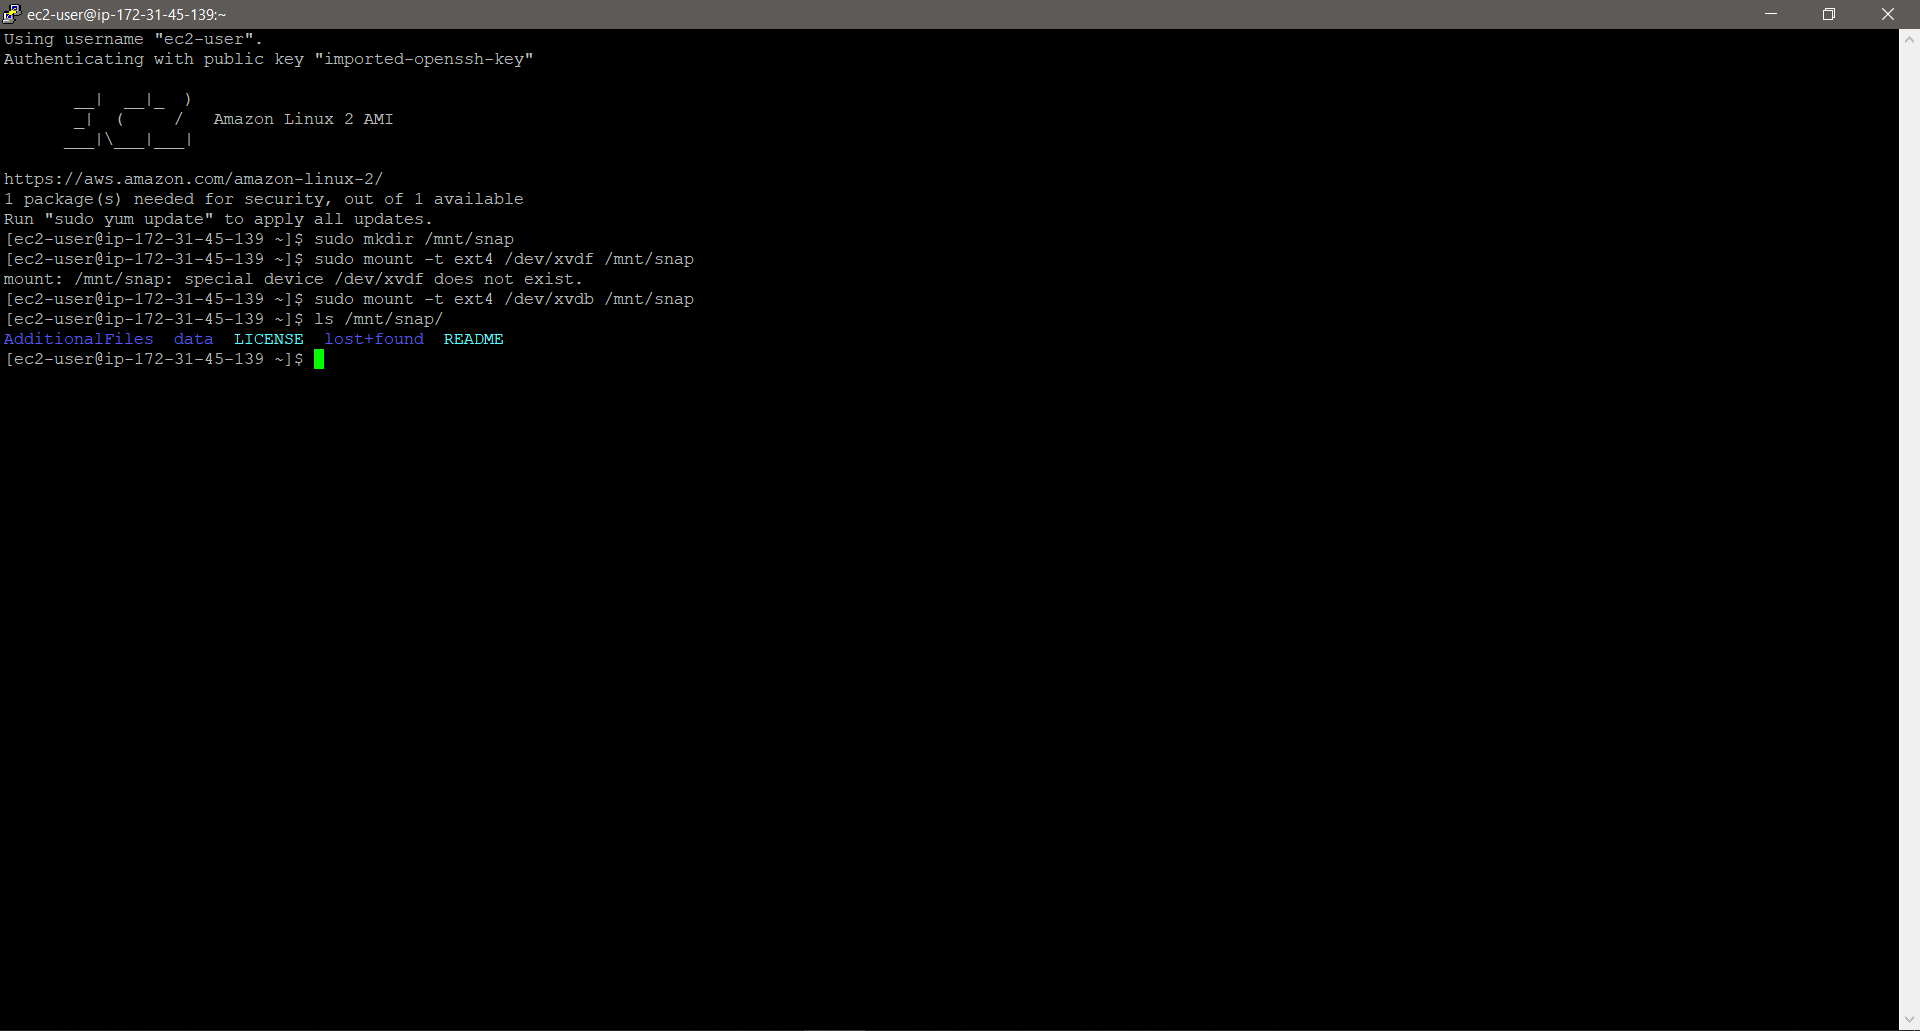 ec2-user@ip-172-31-45-139:~
Using username "ec2-user".
Authenticating with public key "imported-openssh-key"
       __|  __|_  )
       _|  (     /   Amazon Linux 2 AMI
      ___|\___|___|
https://aws.amazon.com/amazon-linux-2/
1 package(s) needed for security, out of 1 available
Run "sudo yum update" to apply all updates.
[ec2-user@ip-172-31-45-139 ~]$ sudo mkdir /mnt/snap
[ec2-user@ip-172-31-45-139 ~]$ sudo mount -t ext4 /dev/xvdf /mnt/snap
mount: /mnt/snap: special device /dev/xvdf does not exist.
[ec2-user@ip-172-31-45-139 ~]$ sudo mount -t ext4 /dev/xvdb /mnt/snap
[ec2-user@ip-172-31-45-139 ~]$ ls /mnt/snap/
AdditionalFiles  data  LICENSE  lost+found  README
[ec2-user@ip-172-31-45-139 ~]$